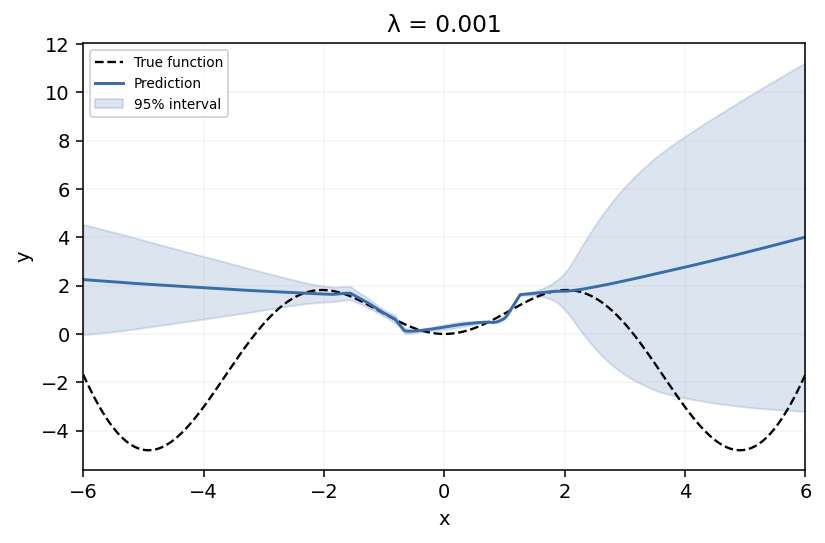 λ = 0.001
True function
Prediction
95% interval
y
12
10
8
6
4
2
0
−2
−4
−6 −4 −2 0 2 4 6
x